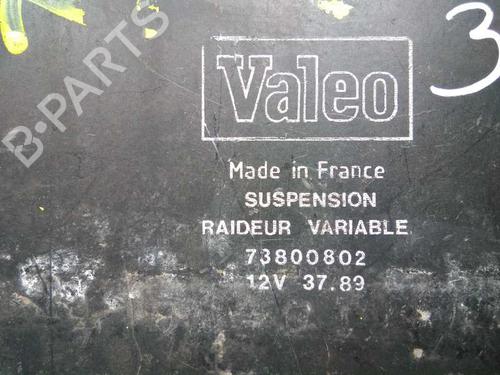 B-PARTS
3
Valeo
Made in France
SUSPENSION
RAIDEUR VARIABLE
73800802
12V 37.89